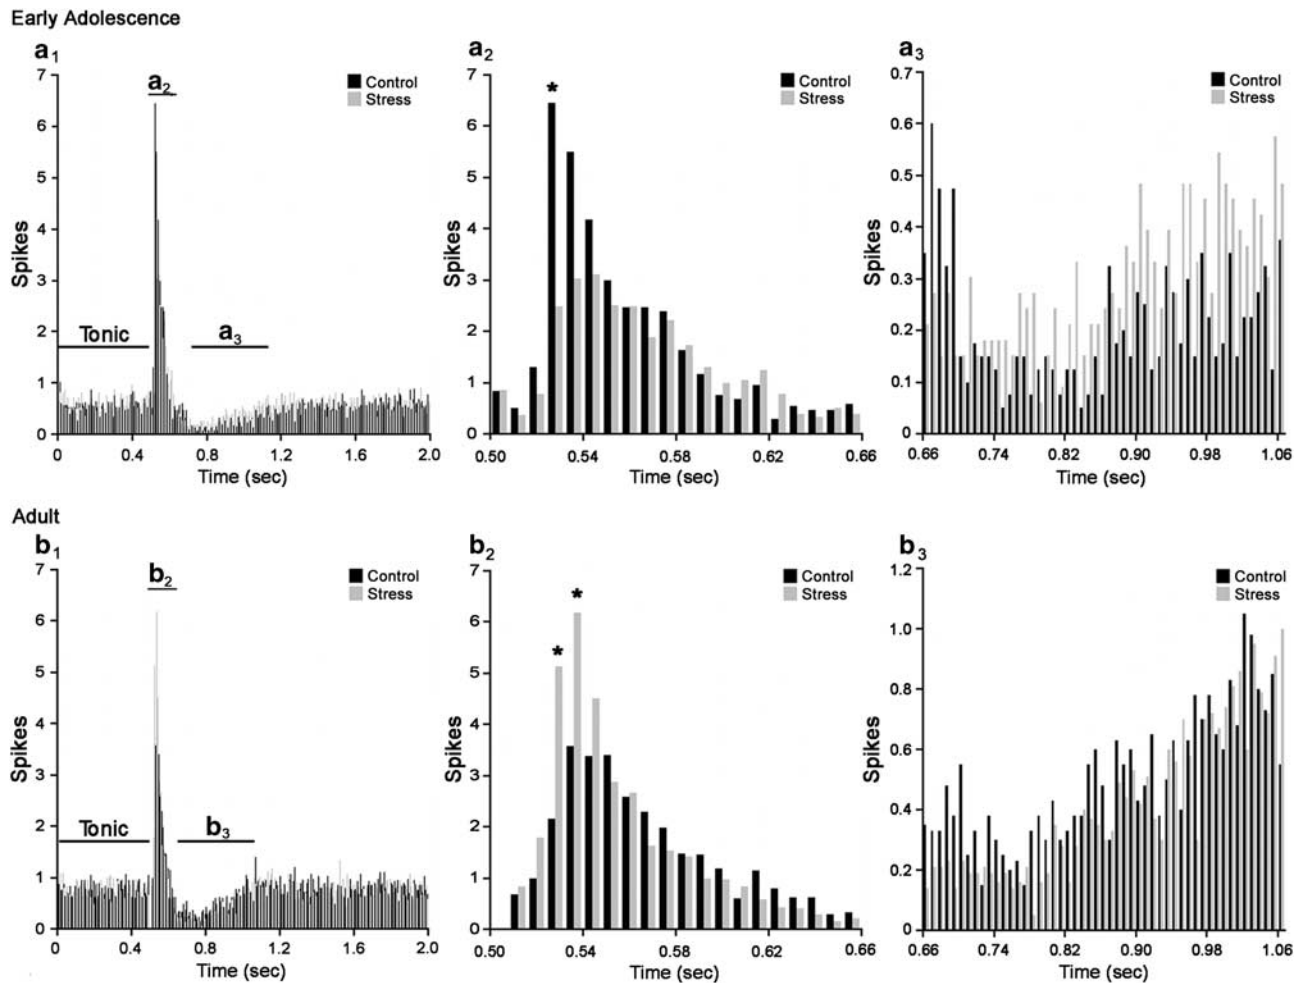 Early Adolescence
a1
7
6
5
4
3
2
1
0
Spikes
a2
Tonic
a3
Control
Stress
0 0.4 0.8 1.2 1.6 2.0
Time (sec)
a2
7
6
5
4
3
2
1
0
Spikes
*
Control
Stress
0.50 0.54 0.58 0.62 0.66
Time (sec)
a3
0.7
0.6
0.5
0.4
0.3
0.2
0.1
0
Spikes
Control
Stress
0.66 0.74 0.82 0.90 0.98 1.06
Time (sec)
Adult
b1
7
6
5
4
3
2
1
0
Spikes
b2
Tonic
b3
Control
Stress
0 0.4 0.8 1.2 1.6 2.0
Time (sec)
b2
7
6
5
4
3
2
1
0
Spikes
*
*
Control
Stress
0.50 0.54 0.58 0.62 0.66
Time (sec)
b3
1.2
1.0
0.8
0.6
0.4
0.2
0
Spikes
Control
Stress
0.66 0.74 0.82 0.90 0.98 1.06
Time (sec)